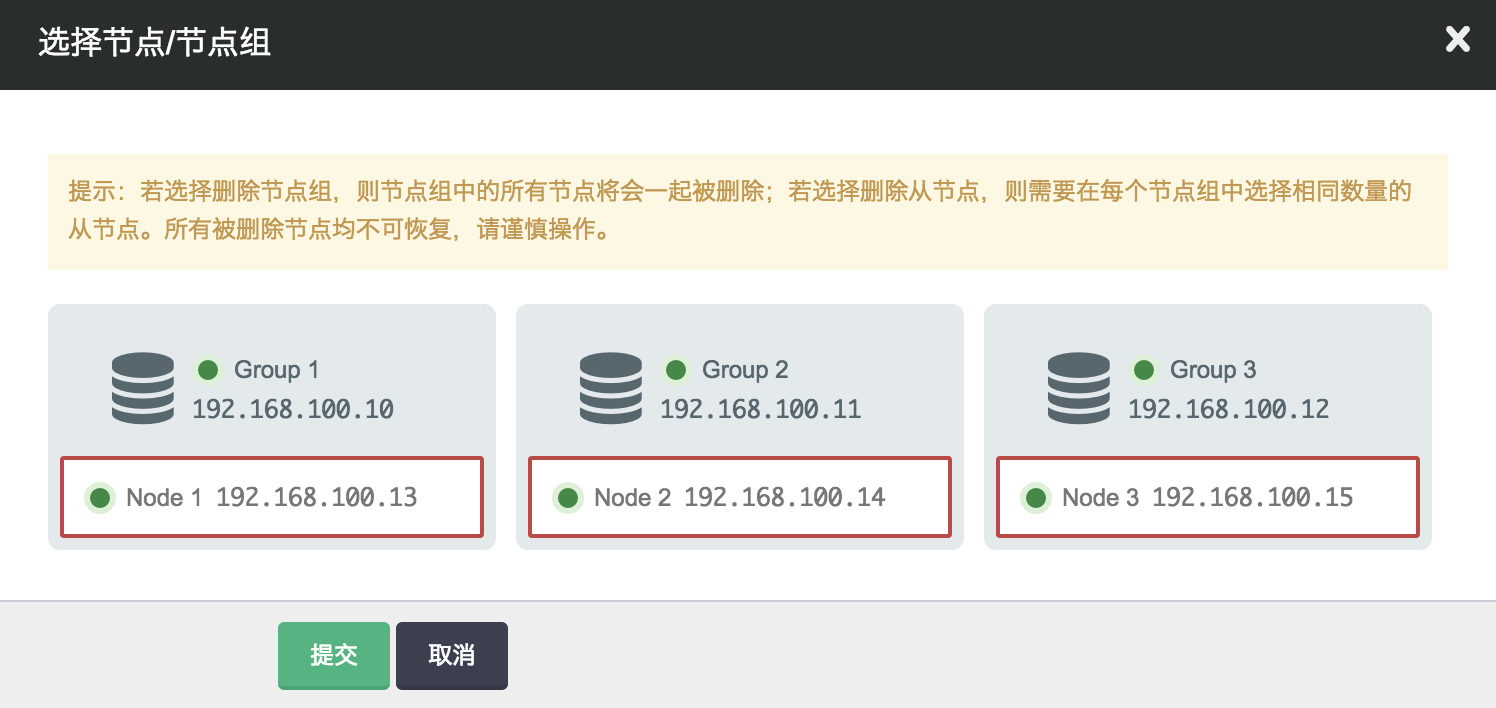 选择节点/节点组
提示：若选择删除节点组，则节点组中的所有节点将会一起被删除；若选择删除从节点，则需要在每个节点组中选择相同数量的
从节点。所有被删除节点均不可恢复，请谨慎操作。
Group 1
192.168.100.10
Node 1 192.168.100.13
Group 2
192.168.100.11
Node 2 192.168.100.14
Group 3
192.168.100.12
Node 3 192.168.100.15
提交
取消